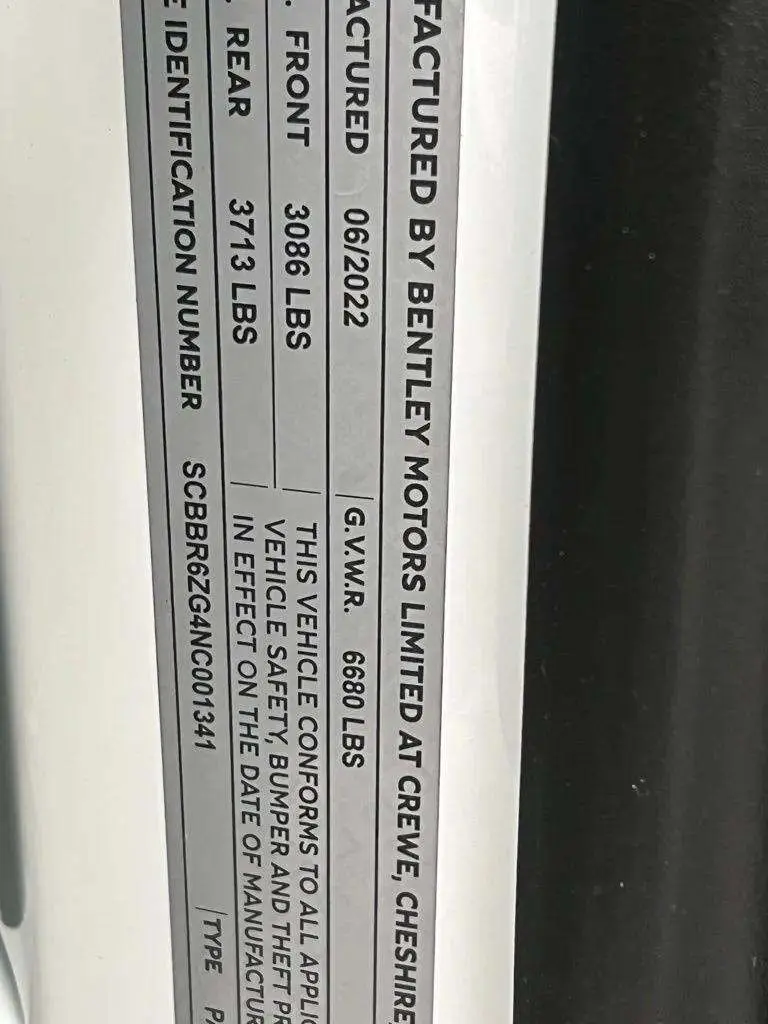 FACTURED BY BENTLEY MOTORS LIMITED AT CREWE, CHESHIRE,
ACTURED 06/2022 G.V.W.R. 6680 LBS
. FRONT 3086 LBS THIS VEHICLE CONFORMS TO ALL APPLIC
VEHICLE SAFETY, BUMPER AND THEFT PR
. REAR 3713 LBS IN EFFECT ON THE DATE OF MANUFACTUR
E IDENTIFICATION NUMBER SCBBR6ZG4NC001341 TYPE PA